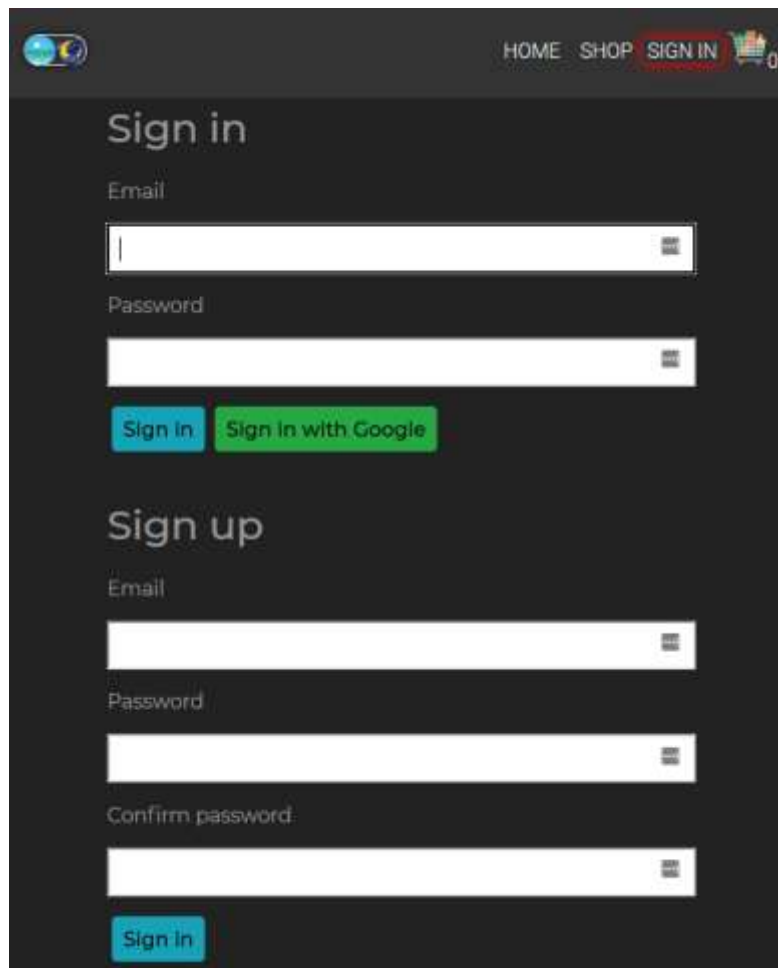 HOME SHOP SIGN IN 0
Sign in
Email
Password
Sign in Sign in with Google
Sign up
Email
Password
Confirm password
Sign in